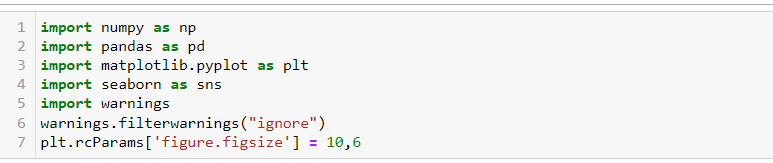 1 import numpy as np
2 import pandas as pd
3 import matplotlib.pyplot as plt
4 import seaborn as sns
5 import warnings
6 warnings.filterwarnings("ignore")
7 plt.rcParams['figure.figsize'] = 10,6